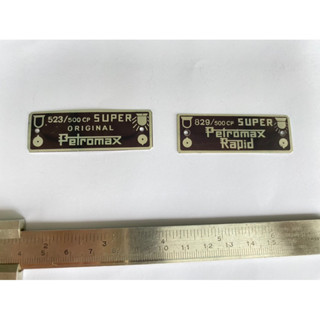 523/500 CP SUPER
ORIGINAL
Petromax
829/500 CP SUPER
Petromax
Rapid